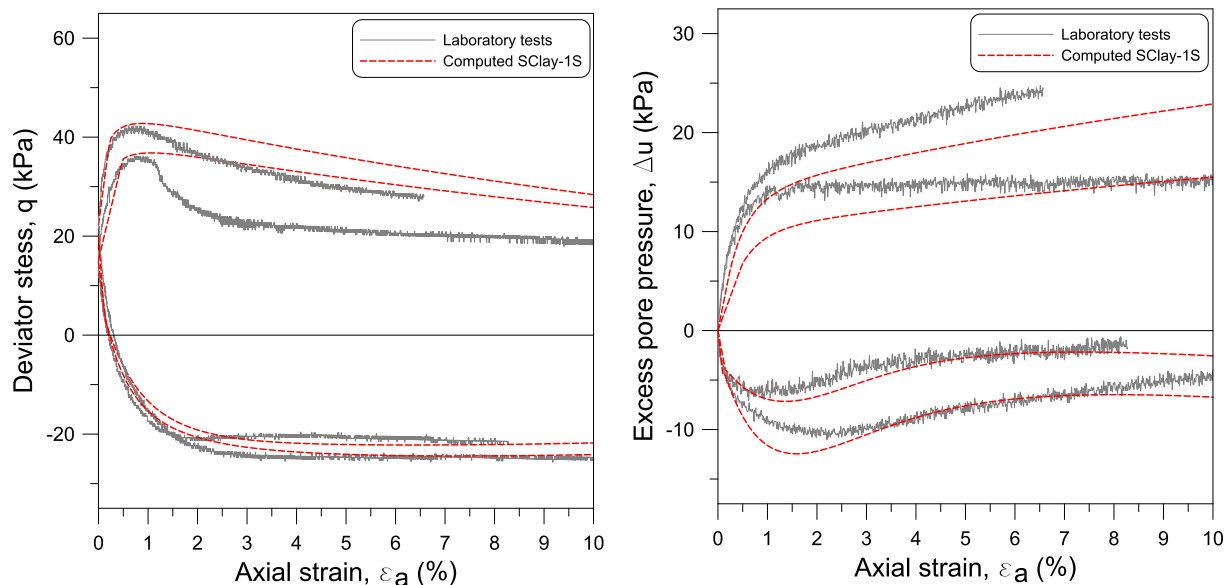 60
40
20
0
-20
Deviator stess, q (kPa)
Laboratory tests
Computed SClay-1S
0 1 2 3 4 5 6 7 8 9 10
Axial strain, εa (%)
30
20
10
0
-10
Excess pore pressure, Δu (kPa)
Laboratory tests
Computed SClay-1S
0 1 2 3 4 5 6 7 8 9 10
Axial strain, εa (%)